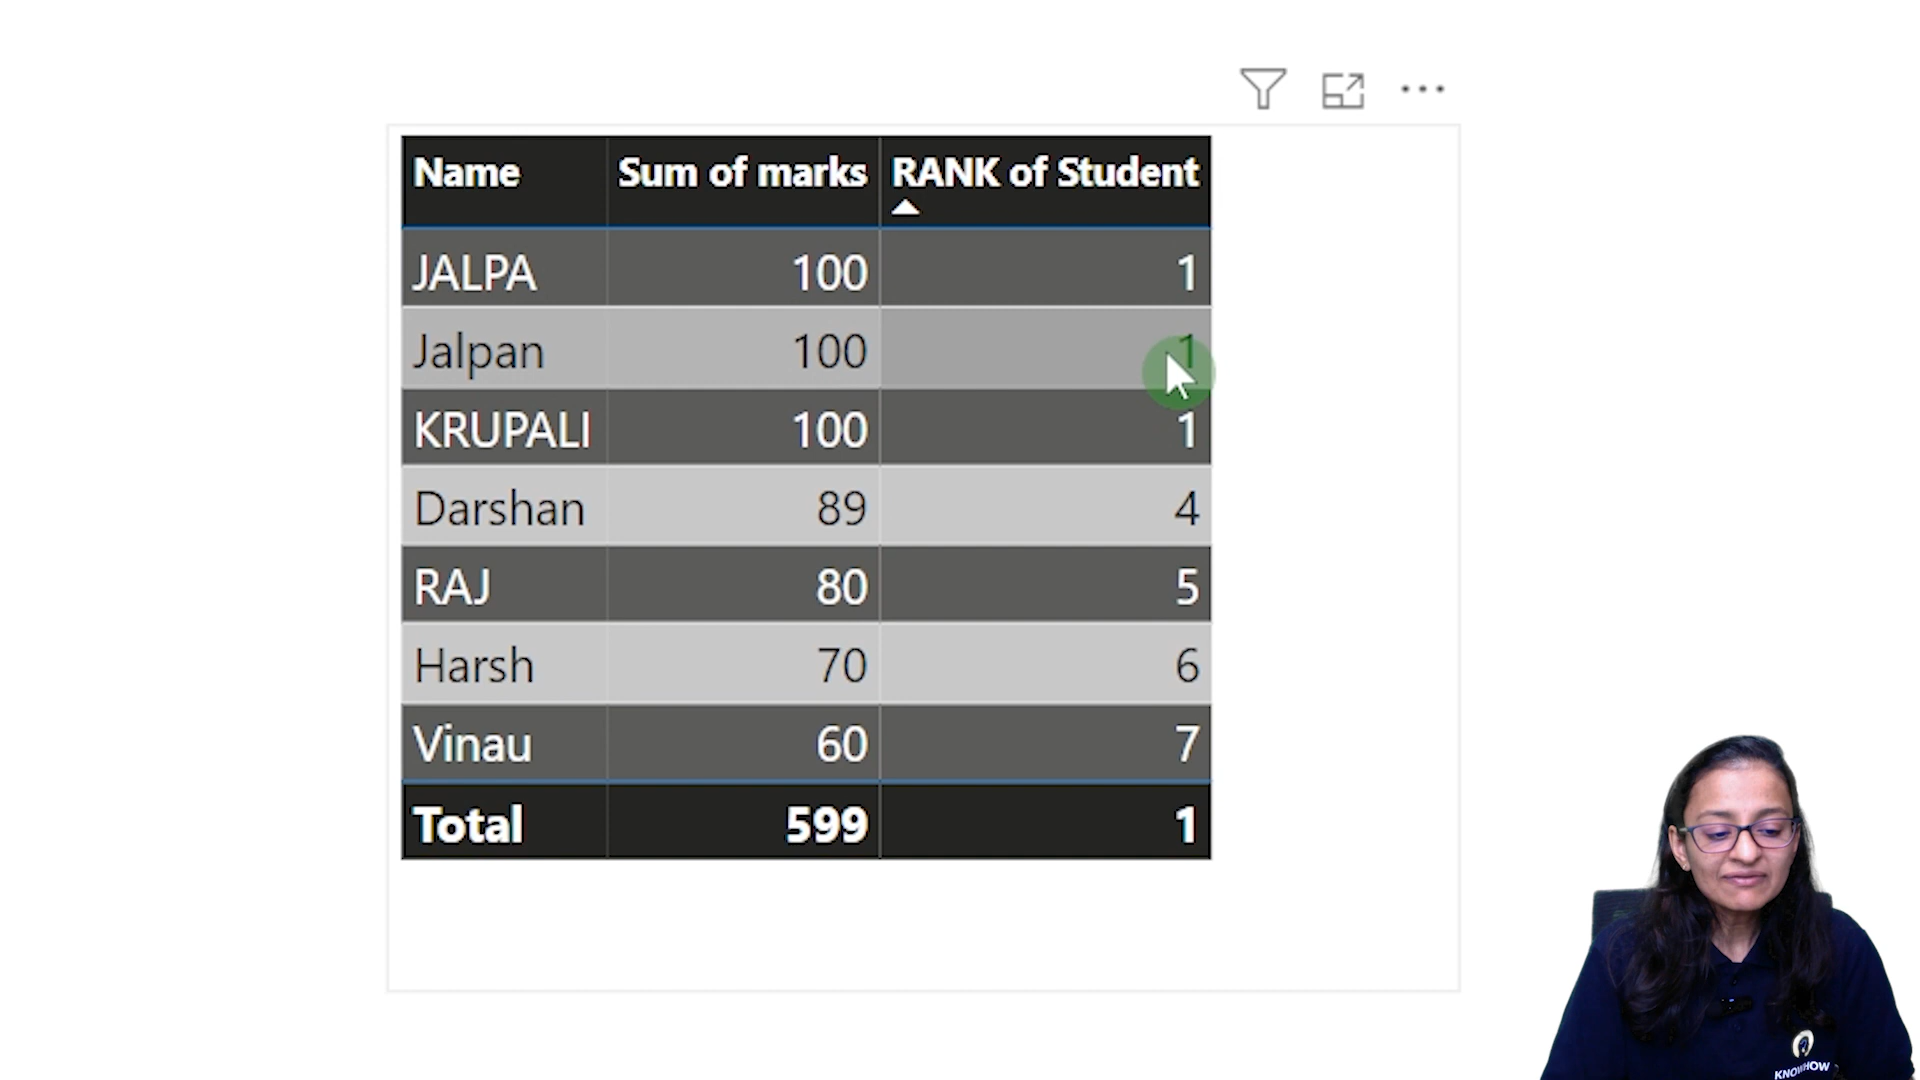 Name Sum of marks RANK of Student
JALPA 100 1
Jalpan 100 1
KRUPALI 100 1
Darshan 89 4
RAJ 80 5
Harsh 70 6
Vinau 60 7
Total 599 1
KNOWHOW